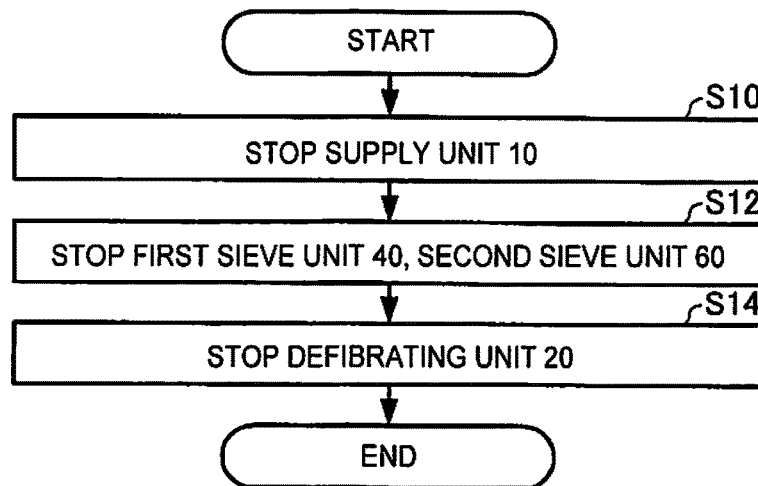 START
S10
STOP SUPPLY UNIT 10
S12
STOP FIRST SIEVE UNIT 40, SECOND SIEVE UNIT 60
S14
STOP DEFIBRATING UNIT 20
END